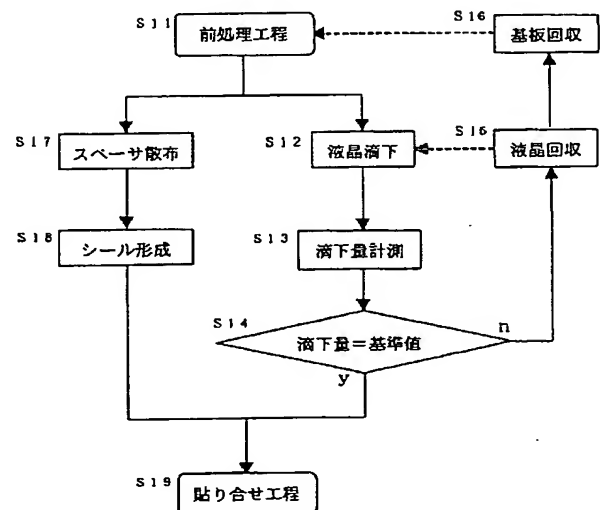 S11
前処理工程
S16
基板回収
S17
スペーサ散布
S12
液晶滴下
S15
液晶回収
S18
シール形成
S13
滴下量計測
S14
滴下量=基準値
n
y
S19
貼り合せ工程